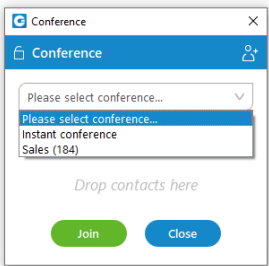 Conference
Conference
Please select conference...
Please select conference...
Instant conference
Sales (184)
Drop contacts here
Join Close